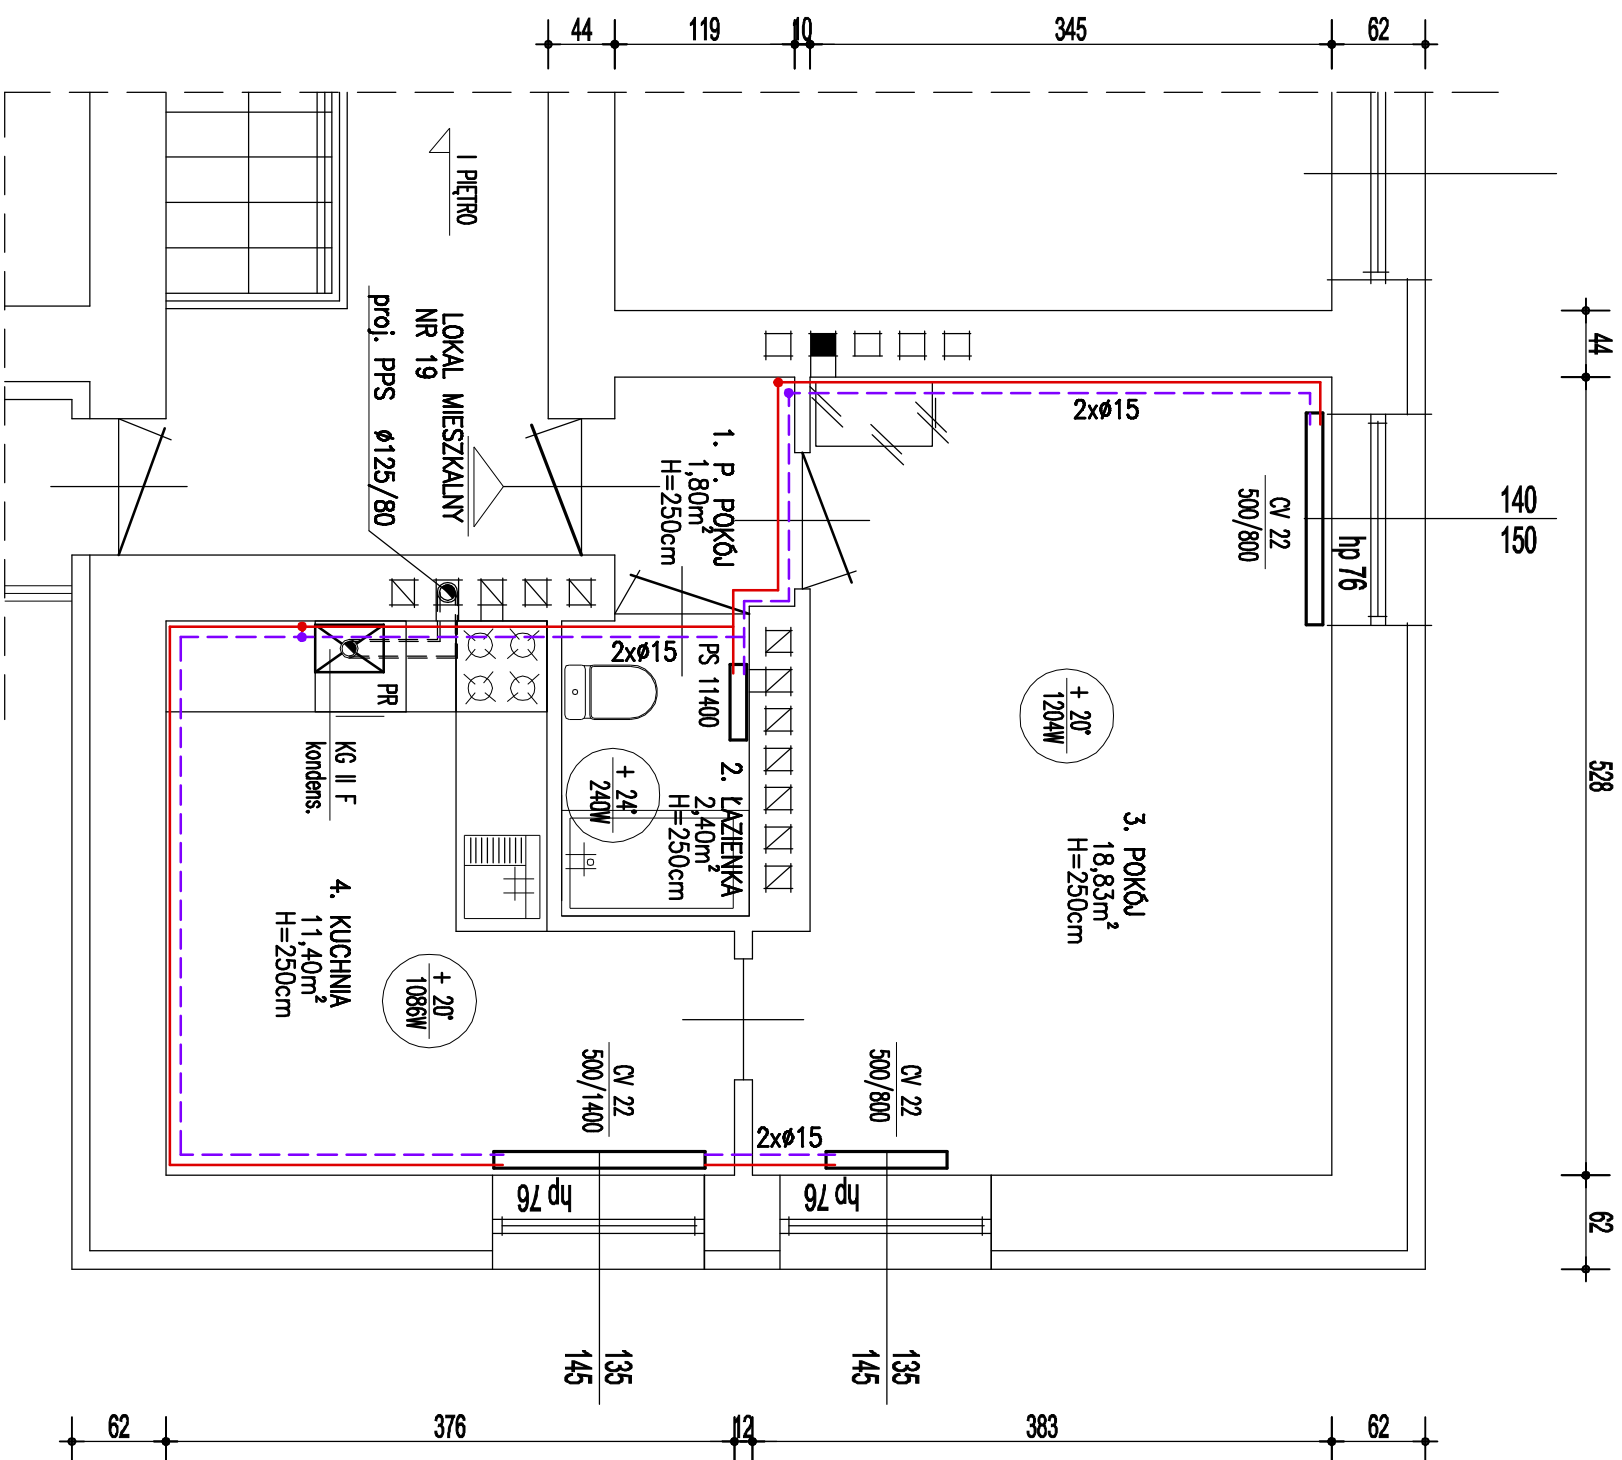 44
119
10
345
62
I PIĘTRO
LOKAL MIESZKALNY
NR 19
proj. PPS ø125/80
1. P. POKÓJ
1,80m²
H=250cm
2xø15
CV 22
500/800
hp 76
140
150
44
528
62
2xø15
PS 11400
PR
KG II F
kondens.
+ 24°
240W
2. ŁAZIENKA
2,40m²
H=250cm
+ 20°
1204W
3. POKÓJ
18,83m²
H=250cm
4. KUCHNIA
11,40m²
H=250cm
+ 20°
1086W
CV 22
500/1400
CV 22
500/800
2xø15
hp 76
hp 76
135
145
135
145
62
376
12
383
62